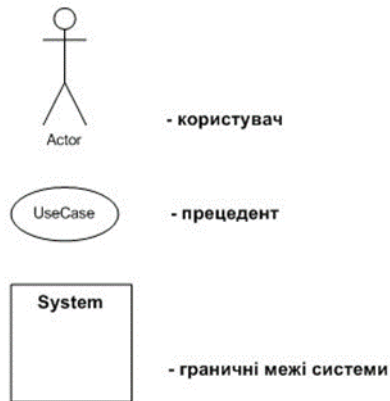 Actor
- користувач
UseCase
- прецедент
System
- граничні межі системи